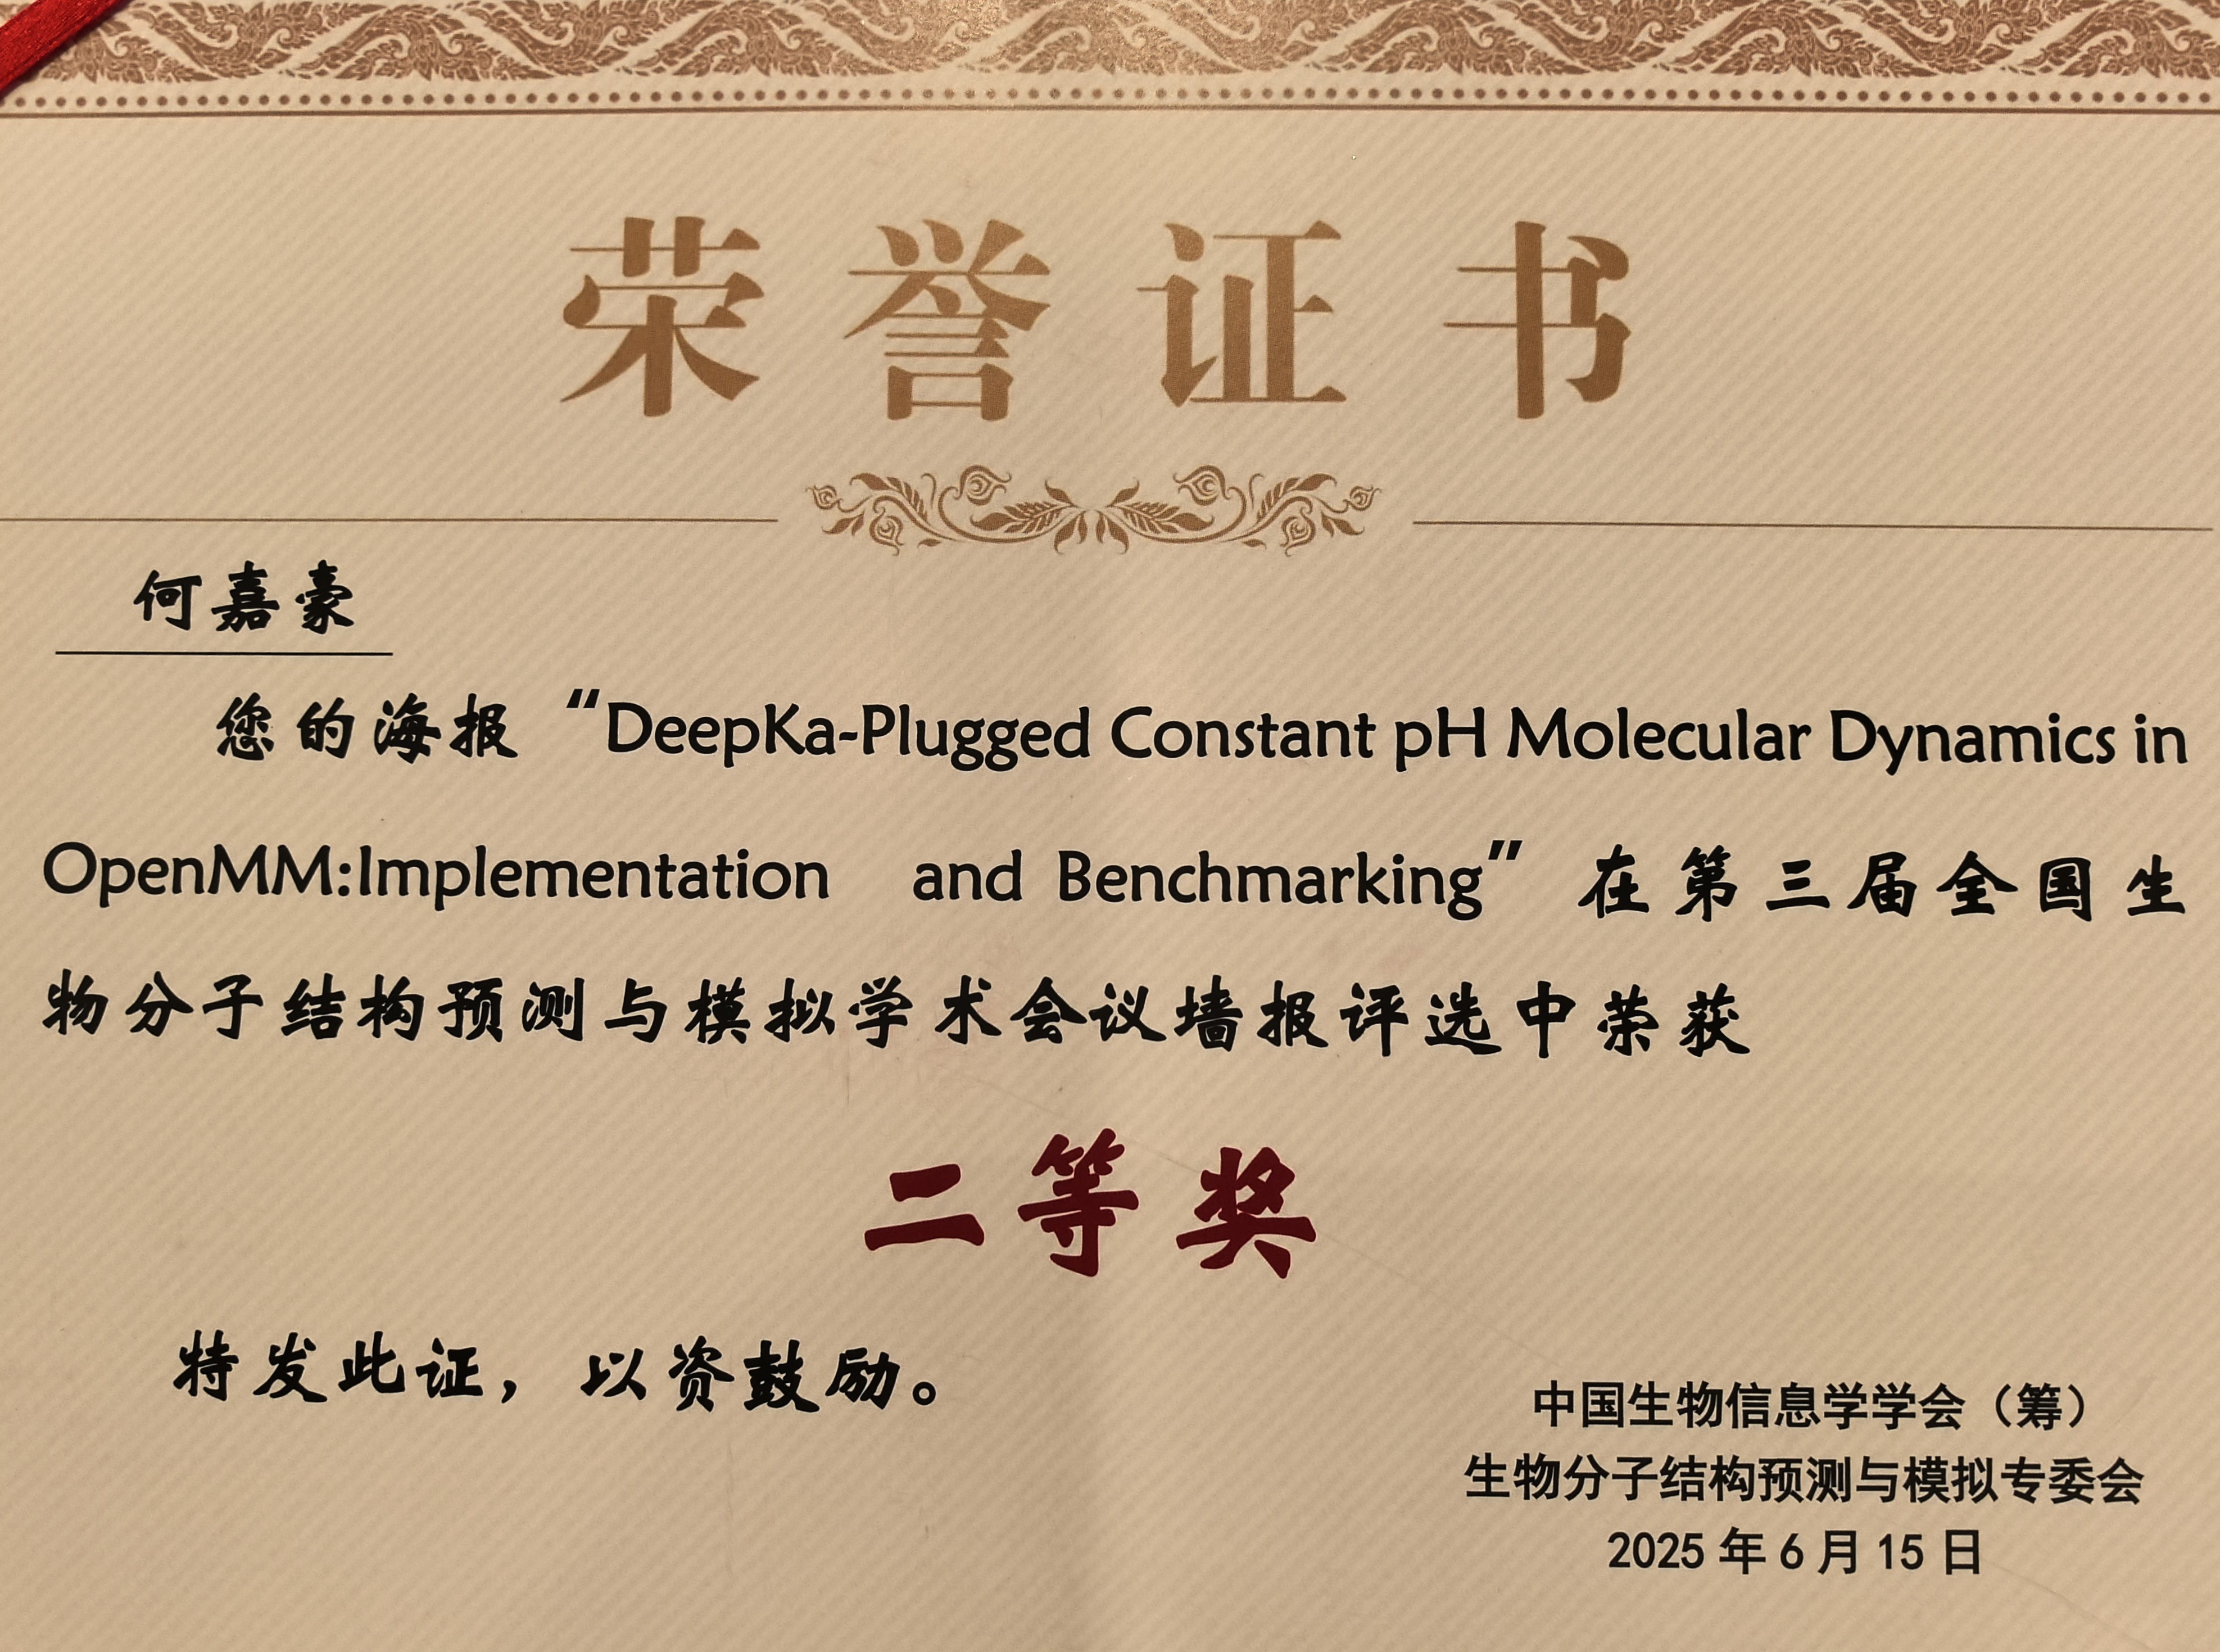 荣誉证书
何嘉豪
您的海报“DeepKa-Plugged Constant pH Molecular Dynamics in
OpenMM:Implementation and Benchmarking”在第三届全国生
物分子结构预测与模拟学术会议墙报评选中荣获
二等奖
特发此证，以资鼓励。
中国生物信息学学会（筹）
生物分子结构预测与模拟专委会
2025年6月15日